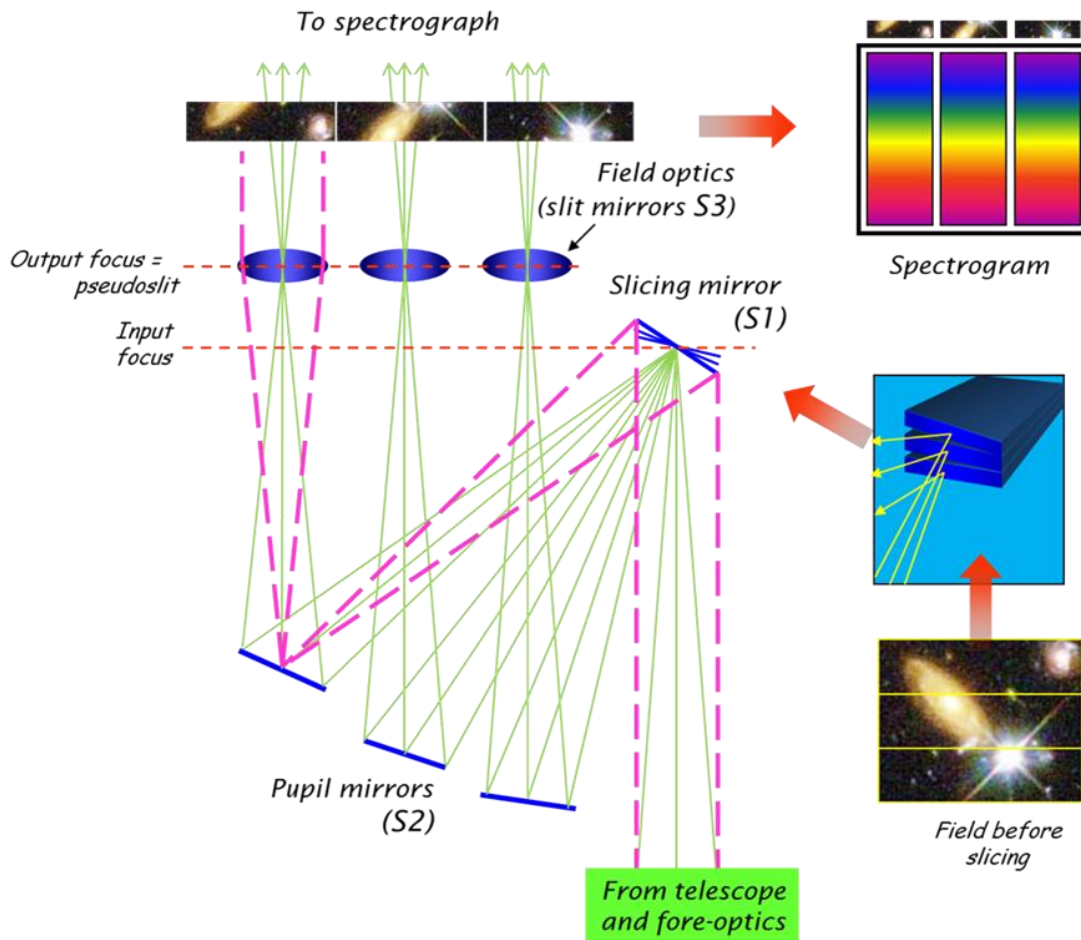 To spectrograph
Field optics
(slit mirrors S3)
Output focus =
pseudoslit
Spectrogram
Slicing mirror
(S1)
Input
focus
Pupil mirrors
(S2)
Field before
slicing
From telescope
and fore-optics